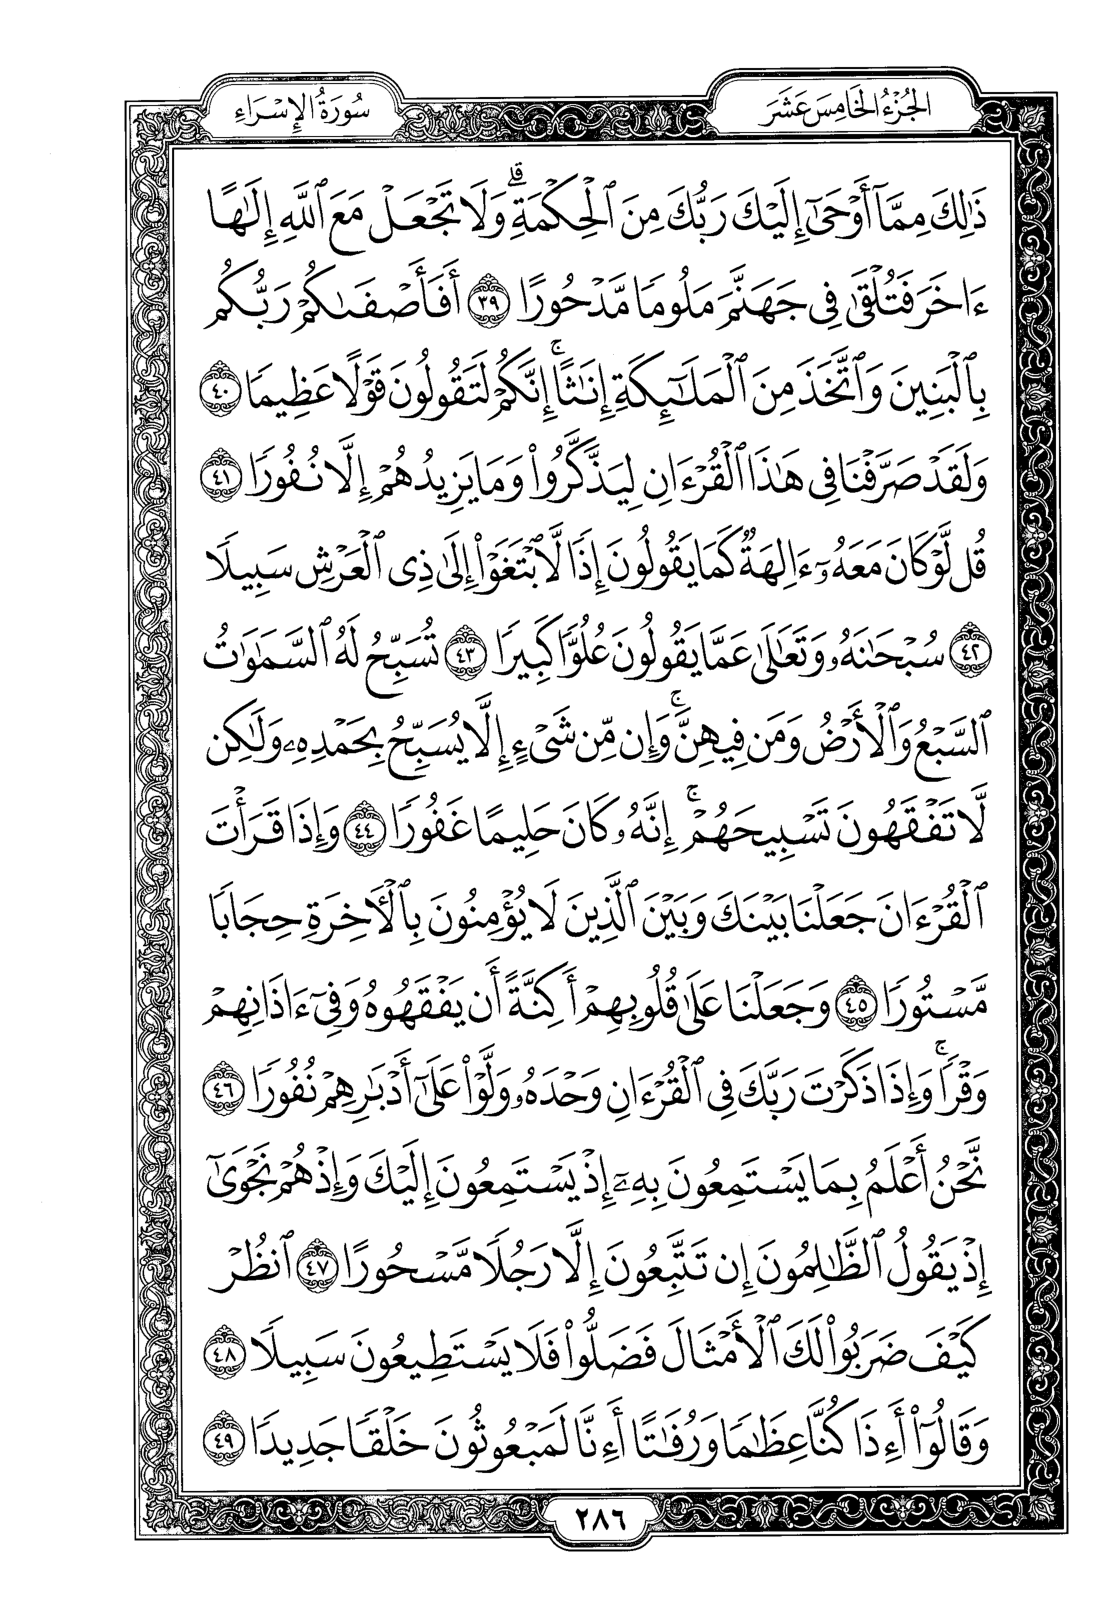 الجُزْءُ الخَامِسَ عَشَرَ
سُورَةُ الإِسْرَاءِ
ذَٰلِكَ مِمَّآ أَوْحَىٰٓ إِلَيْكَ رَبُّكَ مِنَ ٱلْحِكْمَةِۗ وَلَا تَجْعَلْ مَعَ ٱللَّهِ إِلَٰهًا
ءَاخَرَ فَتُلْقَىٰ فِى جَهَنَّمَ مَلُومًا مَّدْحُورًا ٣٩ أَفَأَصْفَىٰكُمْ رَبُّكُم
بِٱلْبَنِينَ وَٱتَّخَذَ مِنَ ٱلْمَلَٰٓئِكَةِ إِنَٰثًاۚ إِنَّكُمْ لَتَقُولُونَ قَوْلًا عَظِيمًا ٤٠
وَلَقَدْ صَرَّفْنَا فِى هَٰذَا ٱلْقُرْءَانِ لِيَذَّكَّرُوا۟ وَمَا يَزِيدُهُمْ إِلَّا نُفُورًا ٤١
قُل لَّوْ كَانَ مَعَهُۥٓ ءَالِهَةٌ كَمَا يَقُولُونَ إِذًا لَّٱبْتَغَوْا۟ إِلَىٰ ذِى ٱلْعَرْشِ سَبِيلًا
٤٢ سُبْحَٰنَهُۥ وَتَعَٰلَىٰ عَمَّا يَقُولُونَ عُلُوًّا كَبِيرًا ٤٣ تُسَبِّحُ لَهُ ٱلسَّمَٰوَٰتُ
ٱلسَّبْعُ وَٱلْأَرْضُ وَمَن فِيهِنَّۚ وَإِن مِّن شَىْءٍ إِلَّا يُسَبِّحُ بِحَمْدِهِۦ وَلَٰكِن
لَّا تَفْقَهُونَ تَسْبِيحَهُمْۚ إِنَّهُۥ كَانَ حَلِيمًا غَفُورًا ٤٤ وَإِذَا قَرَأْتَ
ٱلْقُرْءَانَ جَعَلْنَا بَيْنَكَ وَبَيْنَ ٱلَّذِينَ لَا يُؤْمِنُونَ بِٱلْءَاخِرَةِ حِجَابًا
مَّسْتُورًا ٤٥ وَجَعَلْنَا عَلَىٰ قُلُوبِهِمْ أَكِنَّةً أَن يَفْقَهُوهُ وَفِىٓ ءَاذَانِهِمْ
وَقْرًاۚ وَإِذَا ذَكَرْتَ رَبَّكَ فِى ٱلْقُرْءَانِ وَحْدَهُۥ وَلَّوْا۟ عَلَىٰٓ أَدْبَٰرِهِمْ نُفُورًا ٤٦
نَّحْنُ أَعْلَمُ بِمَا يَسْتَمِعُونَ بِهِۦٓ إِذْ يَسْتَمِعُونَ إِلَيْكَ وَإِذْ هُمْ نَجْوَىٰٓ
إِذْ يَقُولُ ٱلظَّٰلِمُونَ إِن تَتَّبِعُونَ إِلَّا رَجُلًا مَّسْحُورًا ٤٧ ٱنظُرْ
كَيْفَ ضَرَبُوا۟ لَكَ ٱلْأَمْثَالَ فَضَلُّوا۟ فَلَا يَسْتَطِيعُونَ سَبِيلًا ٤٨
وَقَالُوٓا۟ أَءِذَا كُنَّا عِظَٰمًا وَرُفَٰتًا أَءِنَّا لَمَبْعُوثُونَ خَلْقًا جَدِيدًا ٤٩
٢٨٦